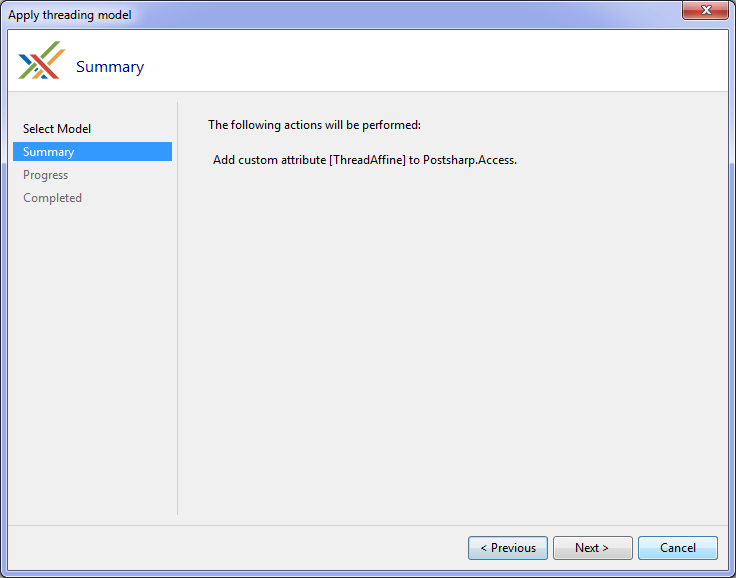 Apply threading model
Summary
Select Model
Summary
Progress
Completed
The following actions will be performed:
Add custom attribute [ThreadAffine] to Postsharp.Access.
< Previous
Next >
Cancel